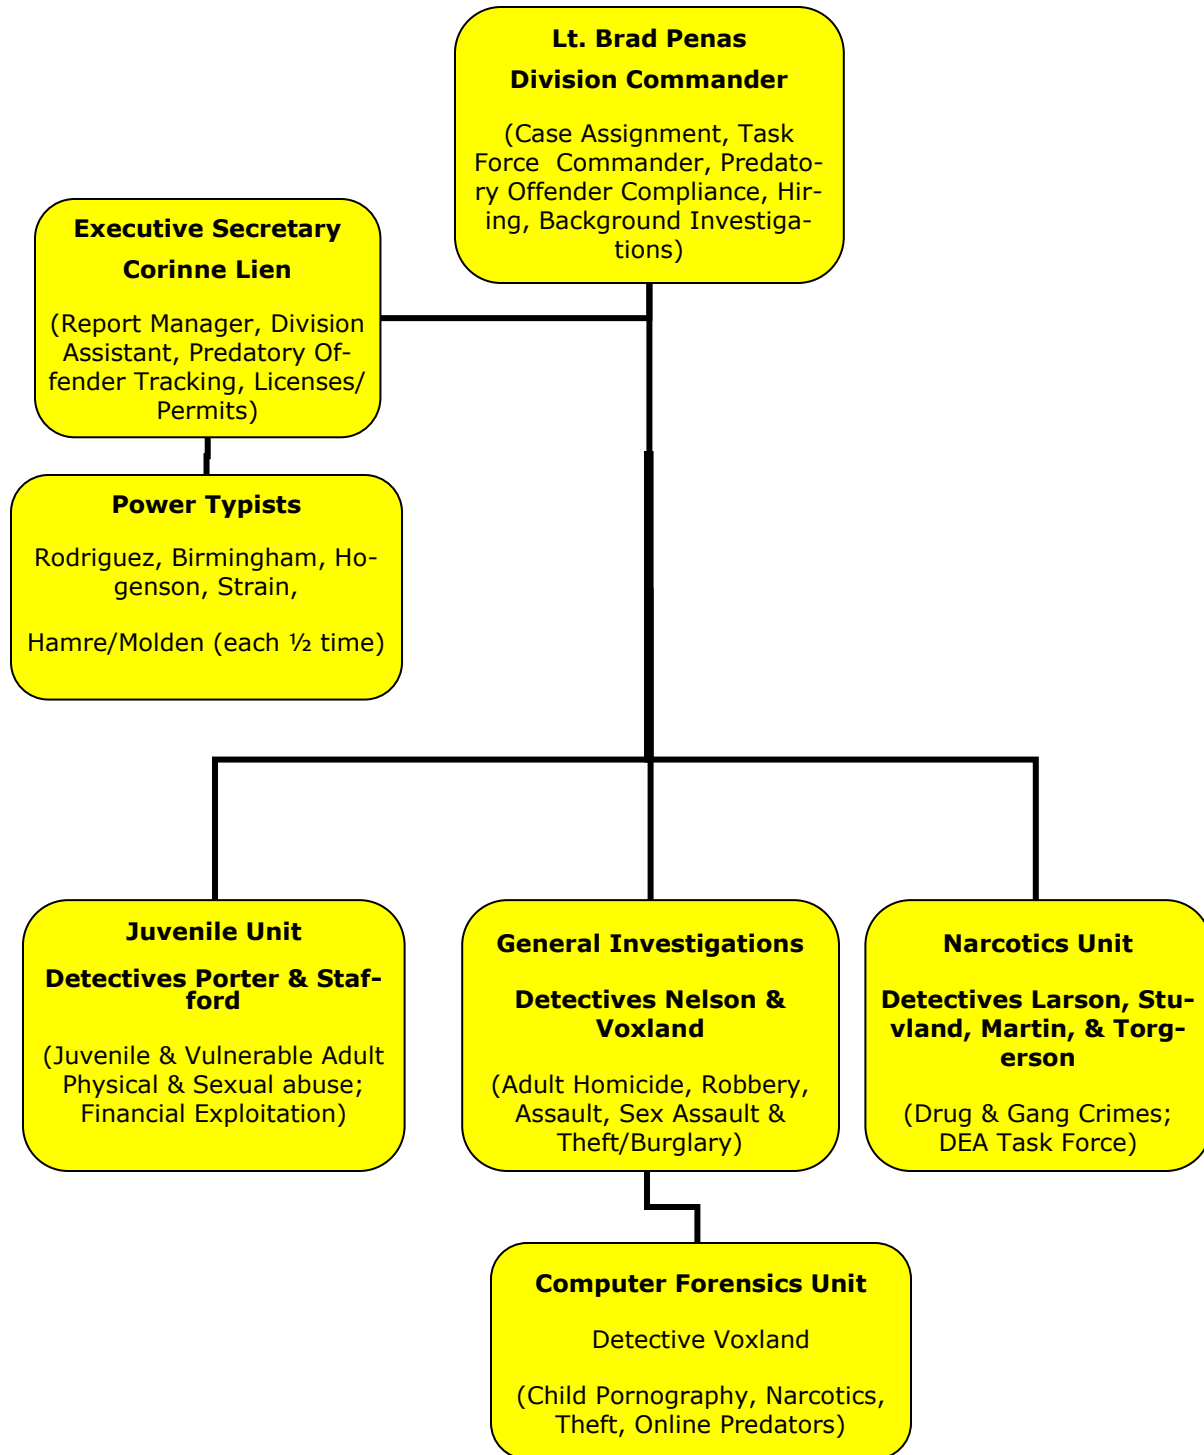 Lt. Brad Penas
Division Commander
(Case Assignment, Task
Force Commander, Predato-
ry Offender Compliance, Hir-
ing, Background Investiga-
tions)
Executive Secretary
Corinne Lien
(Report Manager, Division
Assistant, Predatory Of-
fender Tracking, Licenses/
Permits)
Power Typists
Rodriguez, Birmingham, Ho-
genson, Strain,
Hamre/Molden (each ½ time)
Juvenile Unit
Detectives Porter & Staf-
ford
(Juvenile & Vulnerable Adult
Physical & Sexual abuse;
Financial Exploitation)
General Investigations
Detectives Nelson &
Voxland
(Adult Homicide, Robbery,
Assault, Sex Assault &
Theft/Burglary)
Narcotics Unit
Detectives Larson, Stu-
vland, Martin, & Torg-
erson
(Drug & Gang Crimes;
DEA Task Force)
Computer Forensics Unit
Detective Voxland
(Child Pornography, Narcotics,
Theft, Online Predators)